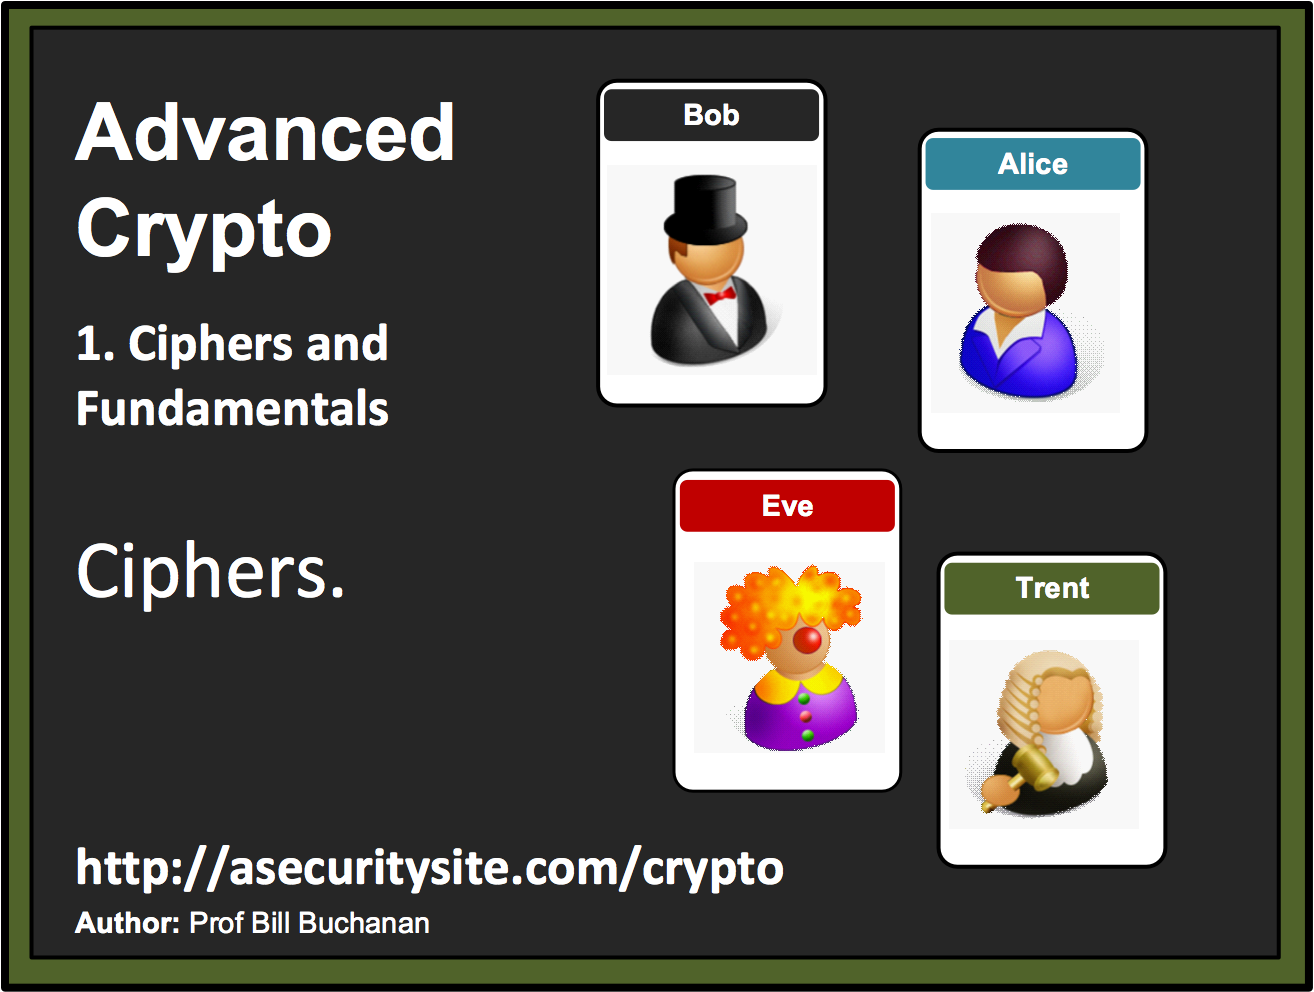 Advanced
Crypto
1. Ciphers and
Fundamentals
Ciphers.
http://asecuritysite.com/crypto
Author: Prof Bill Buchanan
Bob
Alice
Eve
Trent